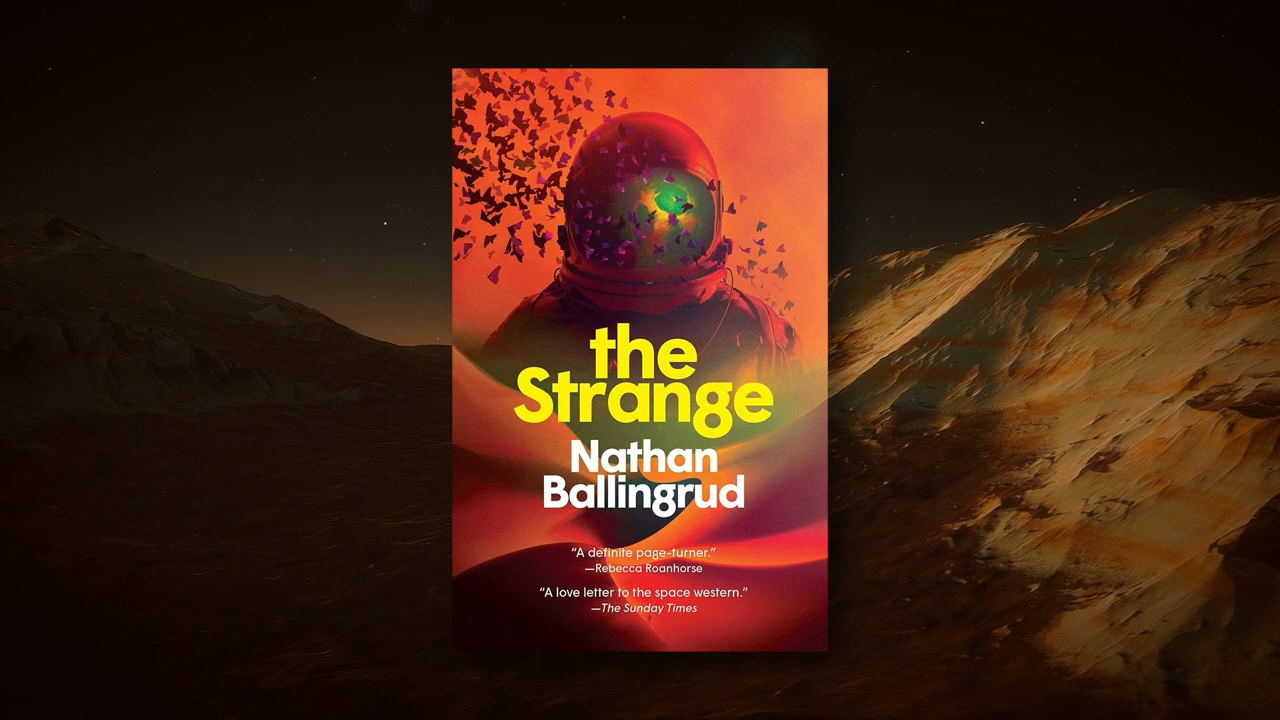 the
Strange
Nathan
Ballingrud
“A definite page-turner.”
—Rebecca Roanhorse
“A love letter to the space western.”
—The Sunday Times